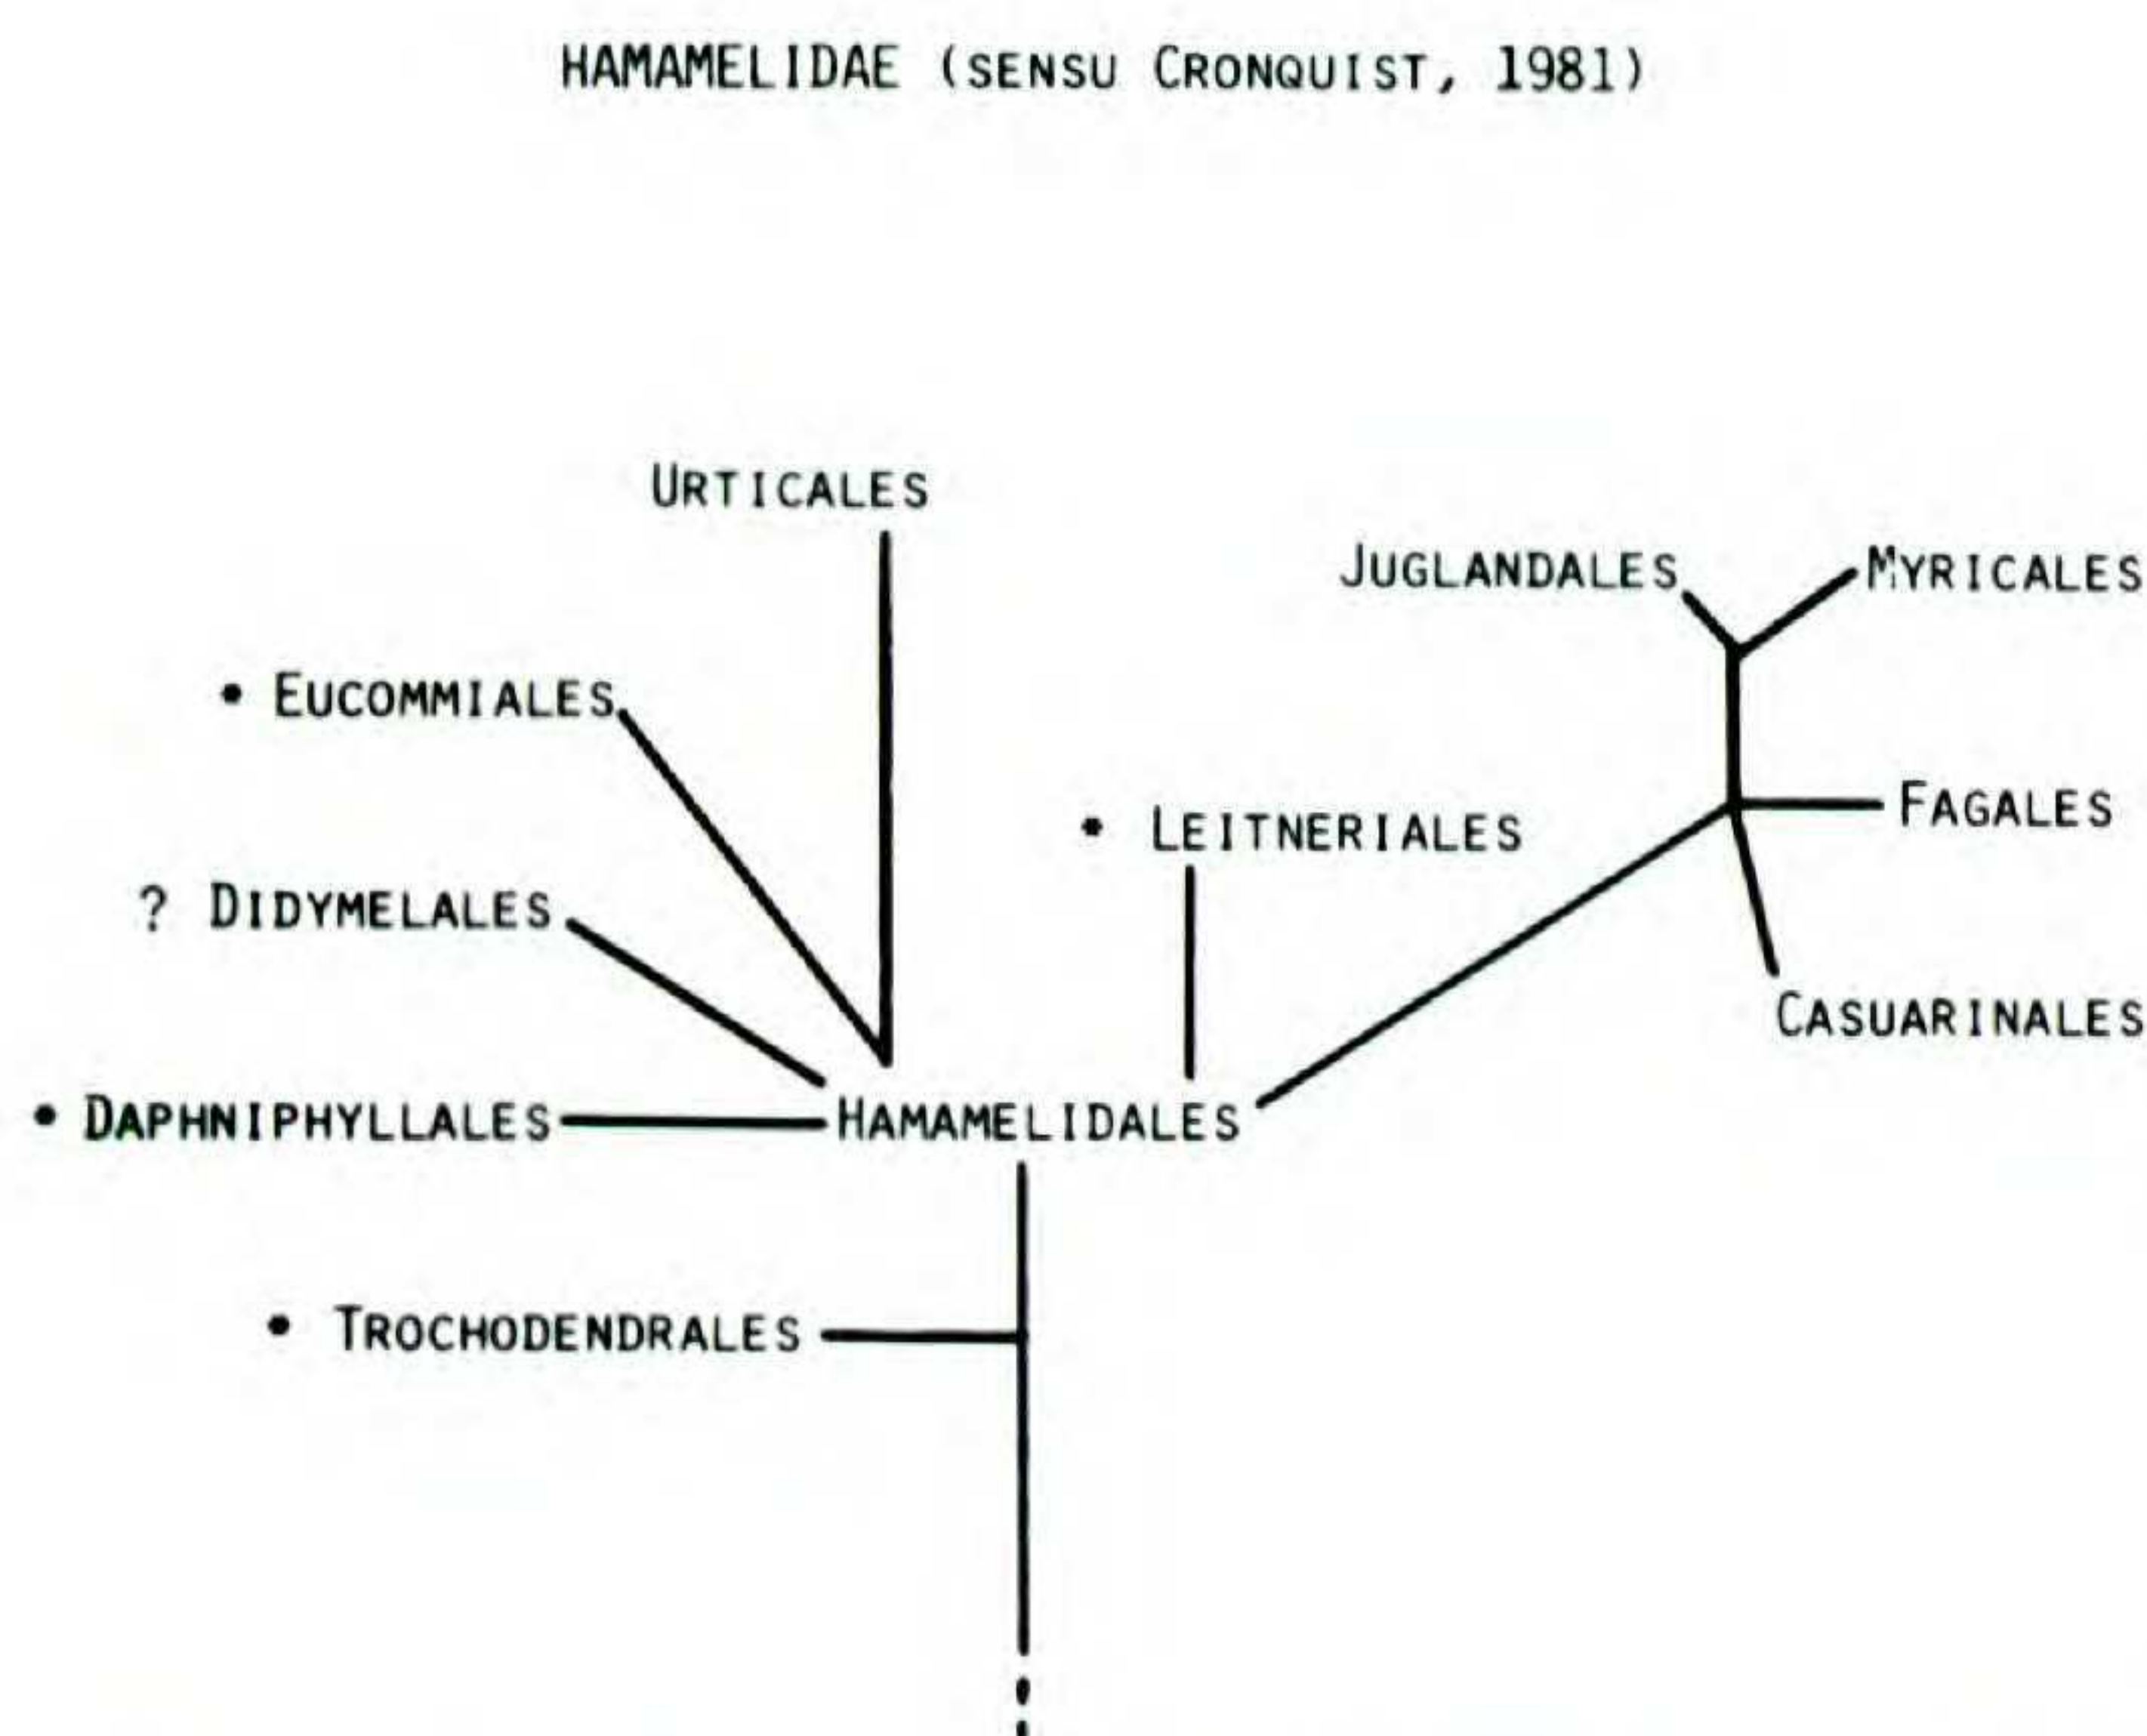 HAMAMELIDAE (SENSU CRONQUIST, 1981)
URTICALES
JUGLANDALES
MYRICALES
• EUCOMMIALES
• LEITNERIALES
FAGALES
? DIDYMELALES
CASUARINALES
• DAPHNIPHYLLALES
HAMAMELIDALES
• TROCHODENDRALES